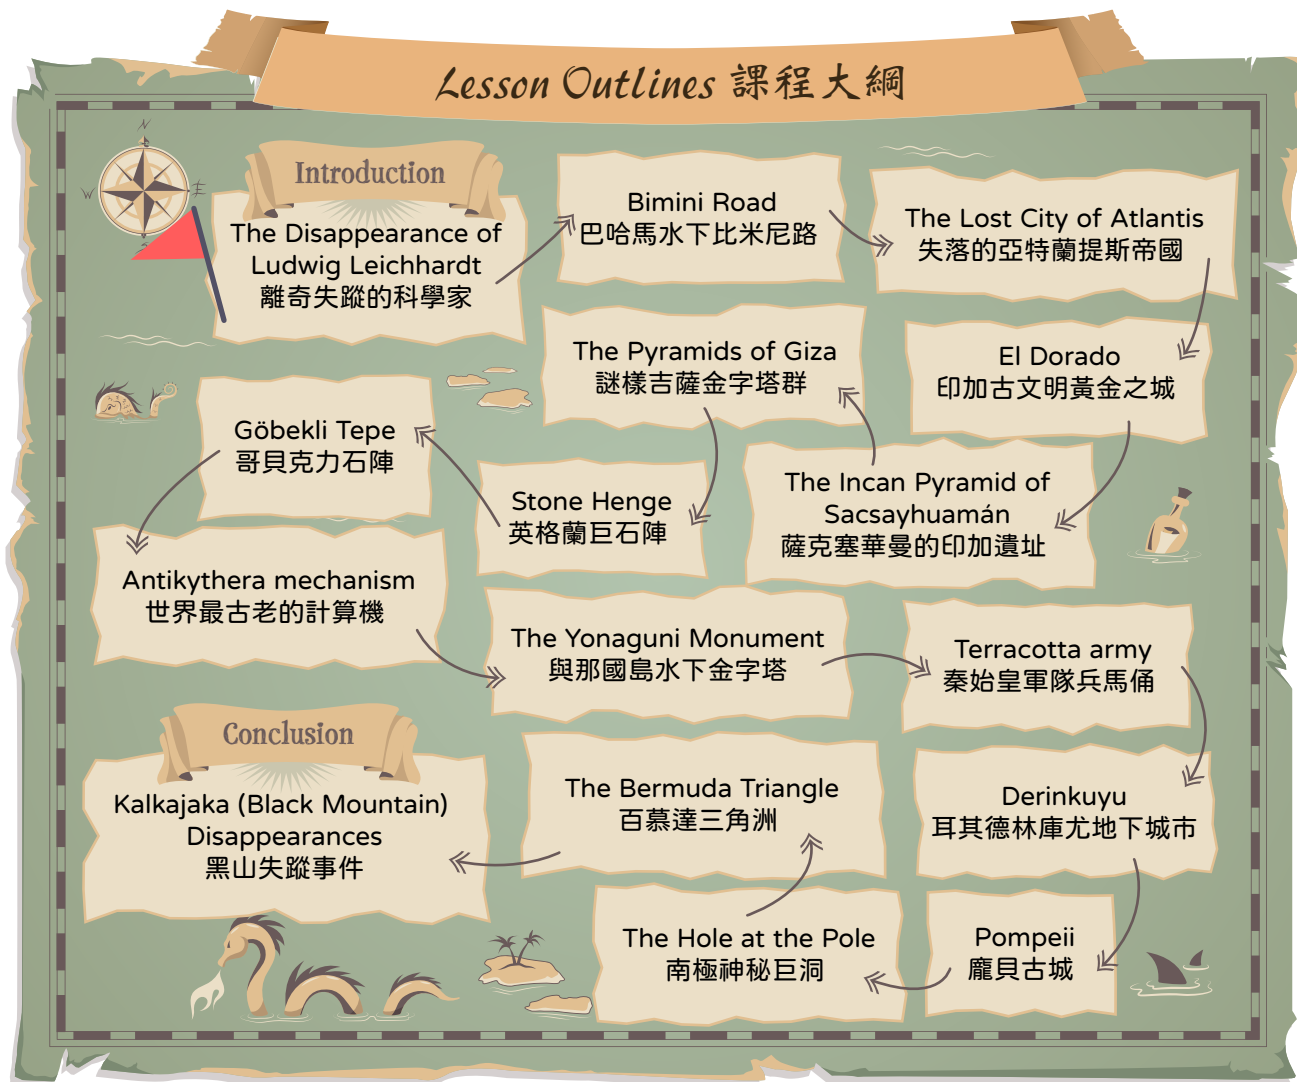 Lesson Outlines 課程大綱
N
W
E
Introduction
The Disappearance of
Ludwig Leichhardt
離奇失蹤的科學家
Bimini Road
巴哈馬水下比米尼路
The Lost City of Atlantis
失落的亞特蘭提斯帝國
El Dorado
印加古文明黃金之城
The Incan Pyramid of
Sacsayhuamán
薩克塞華曼的印加遺址
The Pyramids of Giza
謎樣吉薩金字塔群
Stone Henge
英格蘭巨石陣
Göbekli Tepe
哥貝克力石陣
Antikythera mechanism
世界最古老的計算機
The Yonaguni Monument
與那國島水下金字塔
Terracotta army
秦始皇軍隊兵馬俑
Derinkuyu
耳其德林庫尤地下城市
Pompeii
龐貝古城
The Hole at the Pole
南極神秘巨洞
The Bermuda Triangle
百慕達三角洲
Conclusion
Kalkajaka (Black Mountain)
Disappearances
黑山失蹤事件